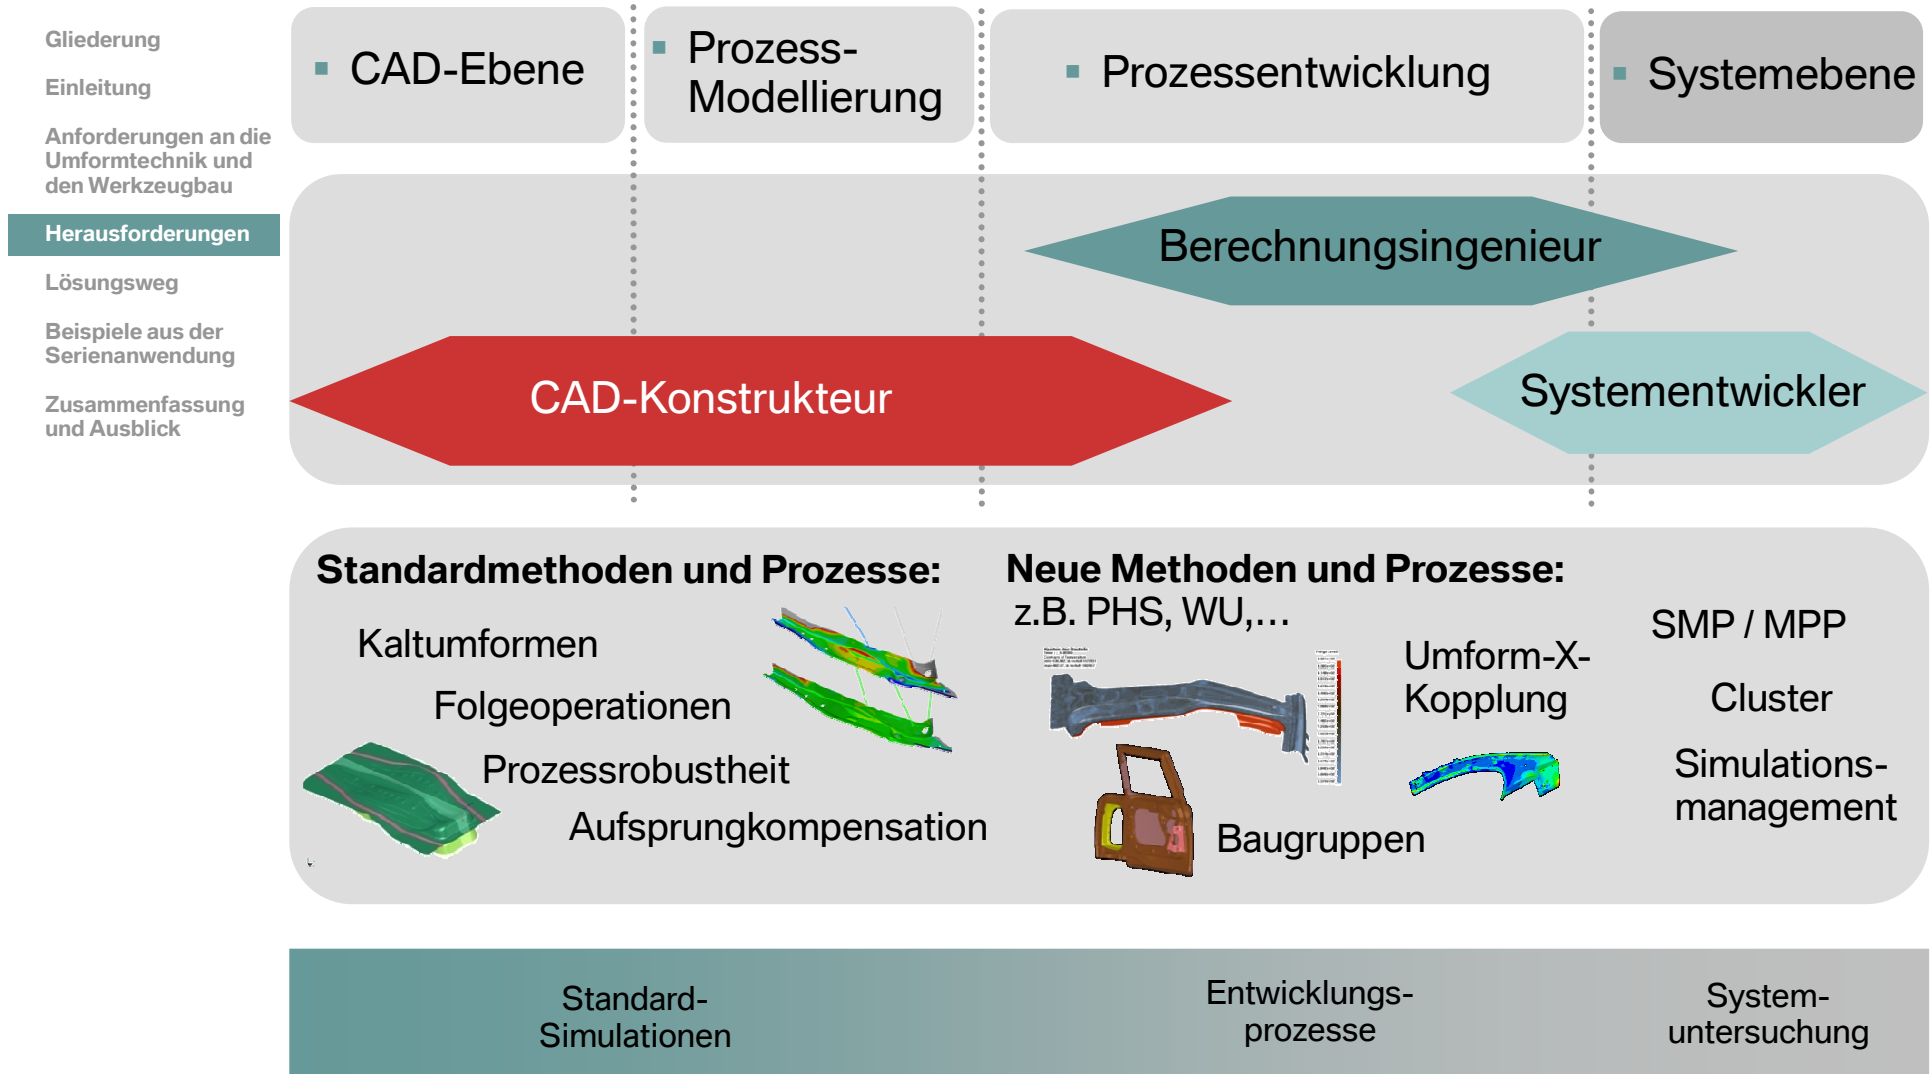 Gliederung
Einleitung
Anforderungen an die
Umformtechnik und
den Werkzeugbau
Herausforderungen
Lösungsweg
Beispiele aus der
Serienanwendung
Zusammenfassung
und Ausblick
CAD-Ebene
Prozess-
Modellierung
Prozessentwicklung
Systemebene
Berechnungsingenieur
CAD-Konstrukteur
Systementwickler
Standardmethoden und Prozesse:
Kaltumformen
Folgeoperationen
Prozessrobustheit
Aufsprungkompensation
Neue Methoden und Prozesse:
z.B. PHS, WU,...
Umform-X-
Kopplung
Baugruppen
SMP / MPP
Cluster
Simulations-
management
Standard-
Simulationen
Entwicklungs-
prozesse
System-
untersuchung